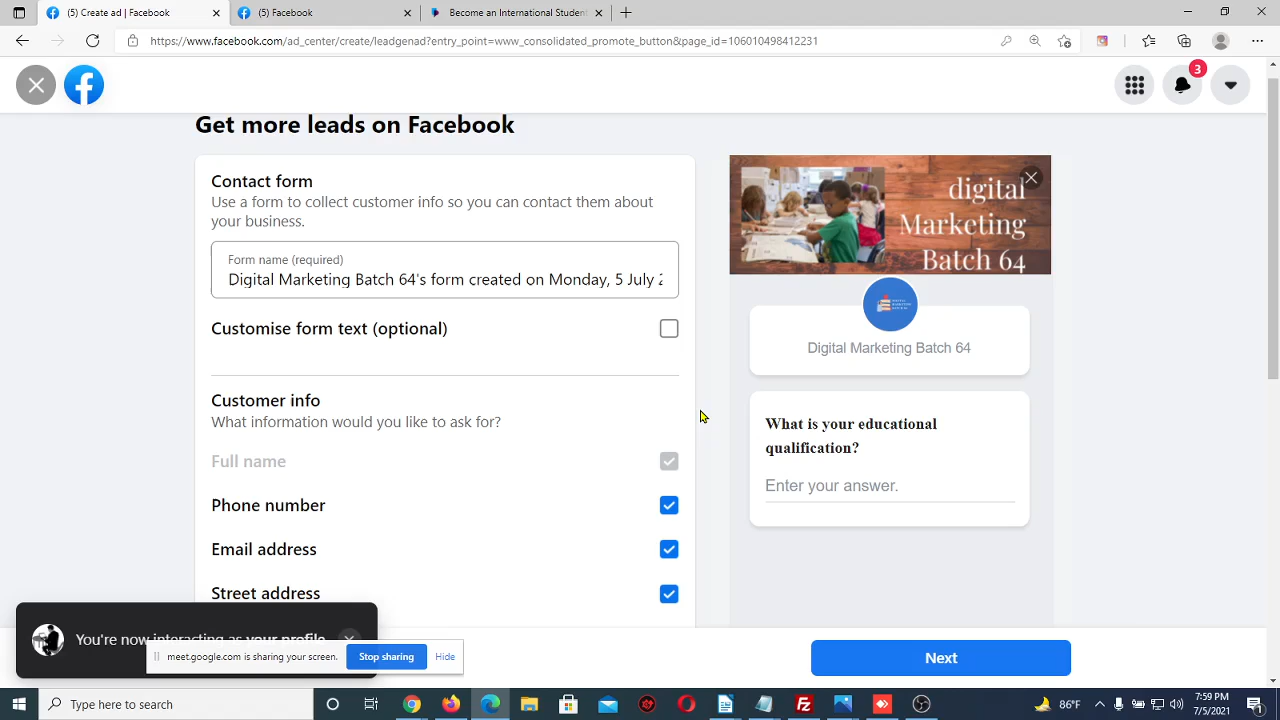 (5) Create ad | Facebook
(5) Facebook
Become an International Student
https://www.facebook.com/ad_center/create/leadgenad?entry_point=www_consolidated_promote_button&page_id=106010498412231
3
Get more leads on Facebook
Contact form
Use a form to collect customer info so you can contact them about
your business.
Form name (required)
Digital Marketing Batch 64's form created on Monday, 5 July
Customise form text (optional)
Customer info
What information would you like to ask for?
Full name
Phone number
Email address
Street address
digital
Marketing
Batch 64
Digital Marketing Batch 64
What is your educational
qualification?
Enter your answer.
You're now interacting as your profile
meet.google.com is sharing your screen.
Stop sharing
Hide
Next
Type here to search
86°F
7:59 PM
7/5/2021
1